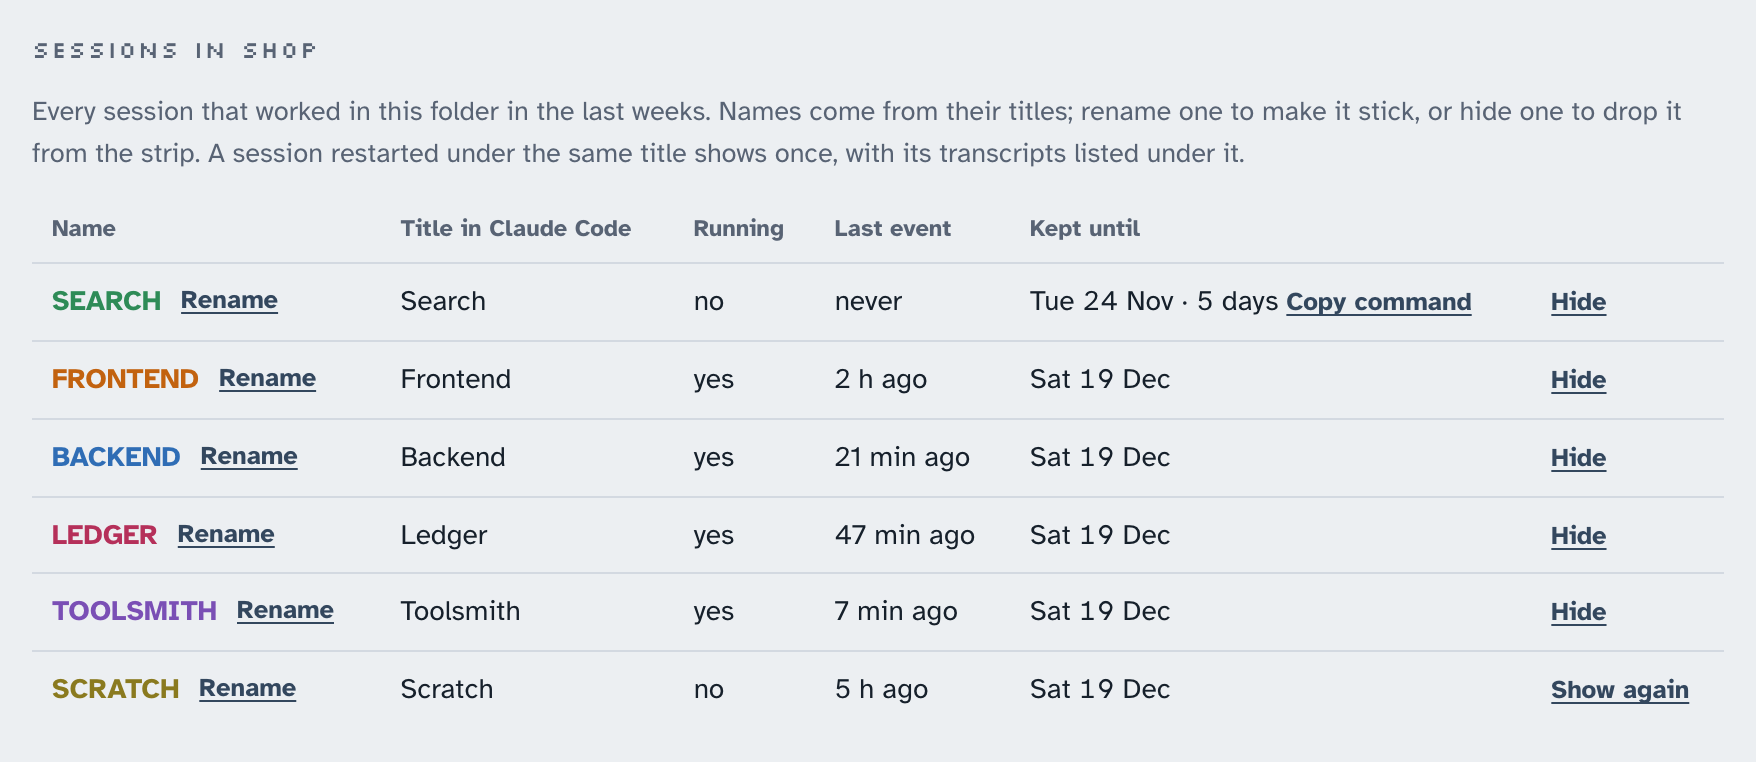 SESSIONS IN SHOP
Every session that worked in this folder in the last weeks. Names come from their titles; rename one to make it stick, or hide one to drop it
from the strip. A session restarted under the same title shows once, with its transcripts listed under it.
Name Title in Claude Code Running Last event Kept until
SEARCH Rename Search no never Tue 24 Nov · 5 days Copy command Hide
FRONTEND Rename Frontend yes 2 h ago Sat 19 Dec Hide
BACKEND Rename Backend yes 21 min ago Sat 19 Dec Hide
LEDGER Rename Ledger yes 47 min ago Sat 19 Dec Hide
TOOLSMITH Rename Toolsmith yes 7 min ago Sat 19 Dec Hide
SCRATCH Rename Scratch no 5 h ago Sat 19 Dec Show again